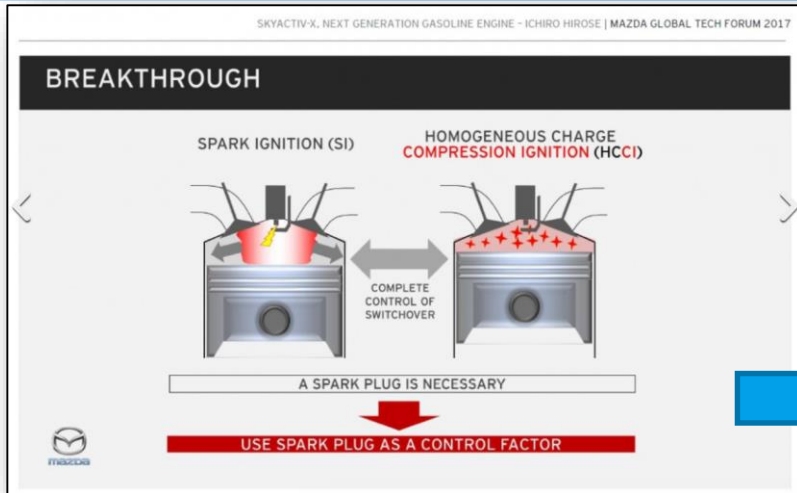 SKYACTIV-X, NEXT GENERATION GASOLINE ENGINE - ICHIRO HIROSE | MAZDA GLOBAL TECH FORUM 2017
BREAKTHROUGH
SPARK IGNITION (SI)
HOMOGENEOUS CHARGE
COMPRESSION IGNITION (HCCI)
COMPLETE
CONTROL OF
SWITCHOVER
A SPARK PLUG IS NECESSARY
USE SPARK PLUG AS A CONTROL FACTOR
mazda